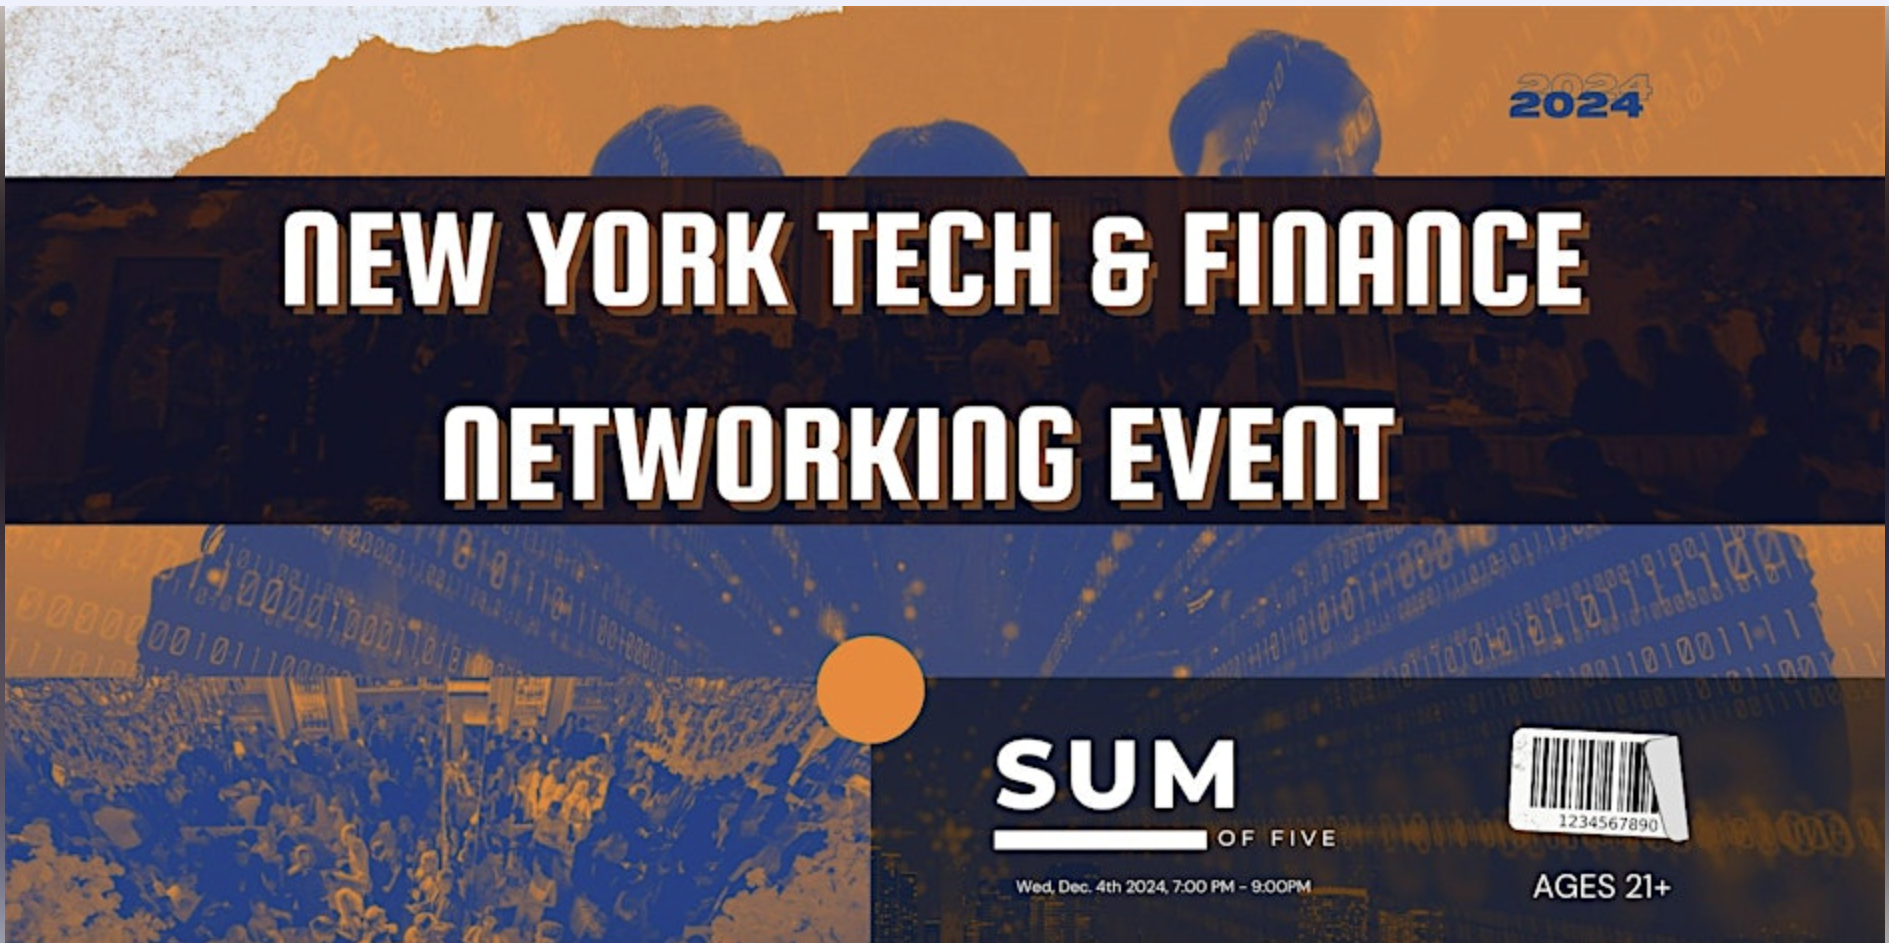 2024
2024
NEW YORK TECH & FINANCE
NETWORKING EVENT
SUM
OF FIVE
Wed, Dec. 4th 2024, 7:00 PM - 9:00PM
1234567890
AGES 21+